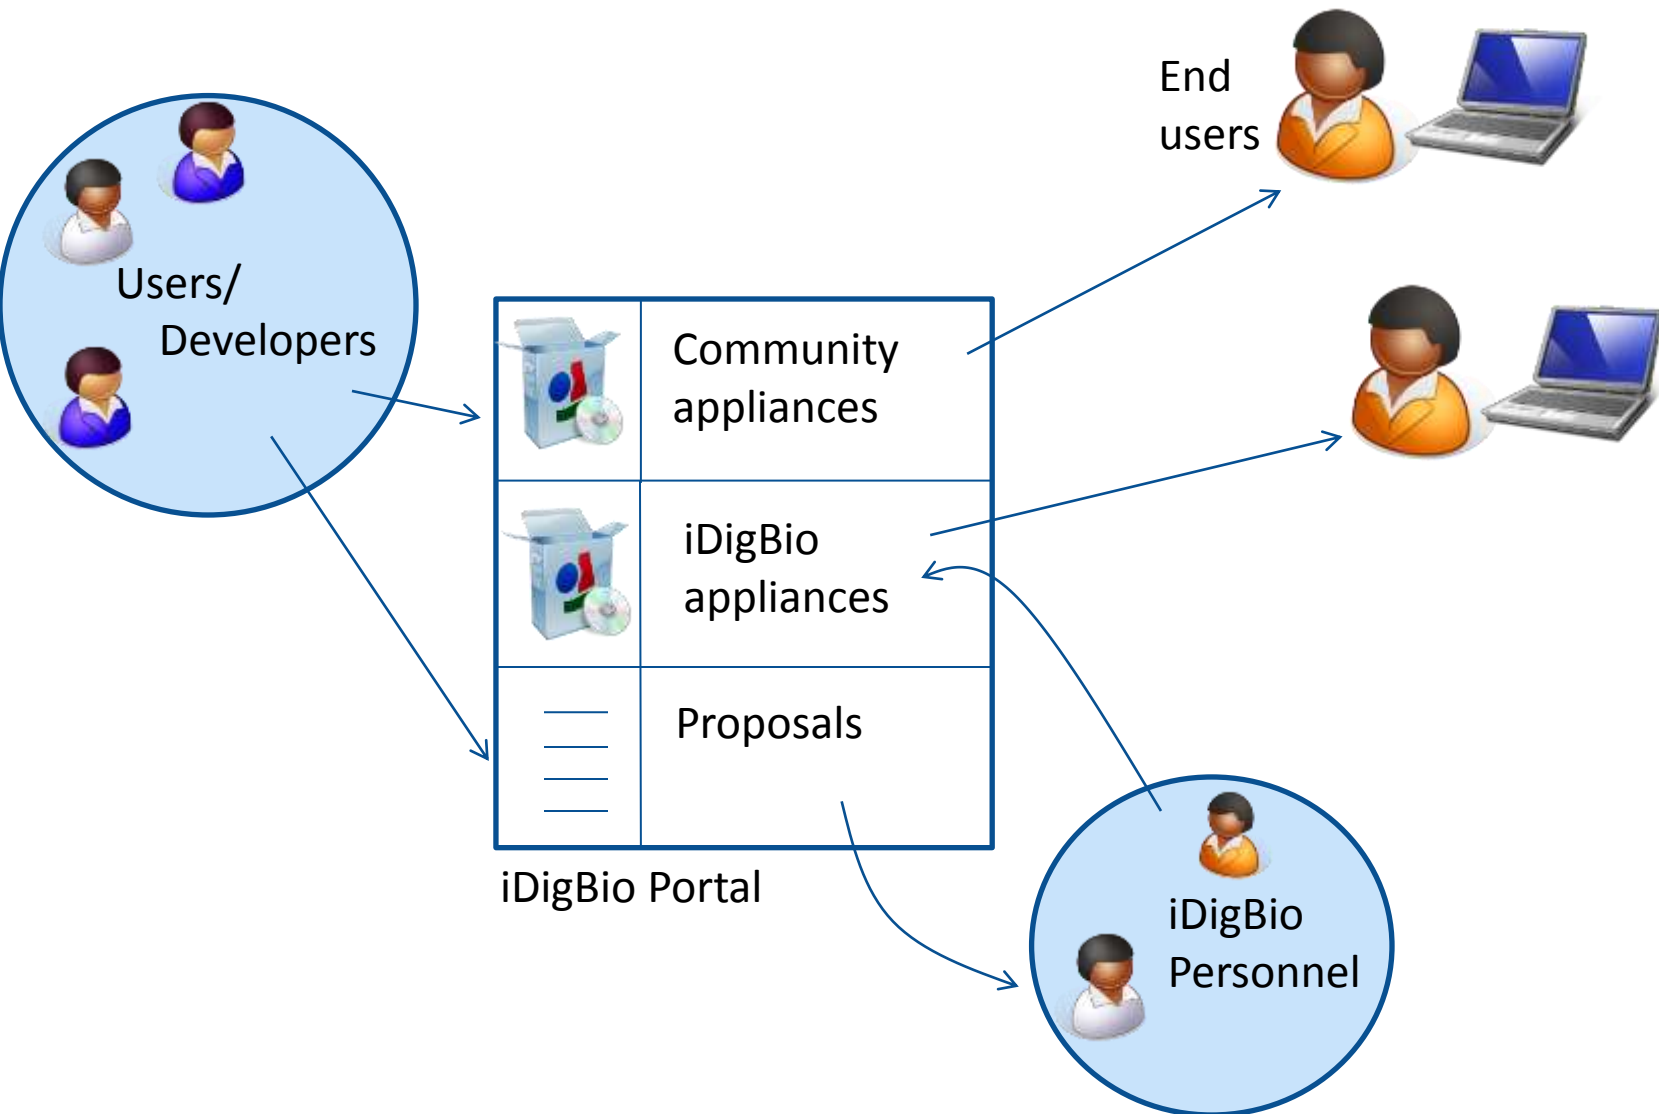 End
users
Users/
Developers
Community
appliances
iDigBio
appliances
Proposals
iDigBio Portal
iDigBio
Personnel